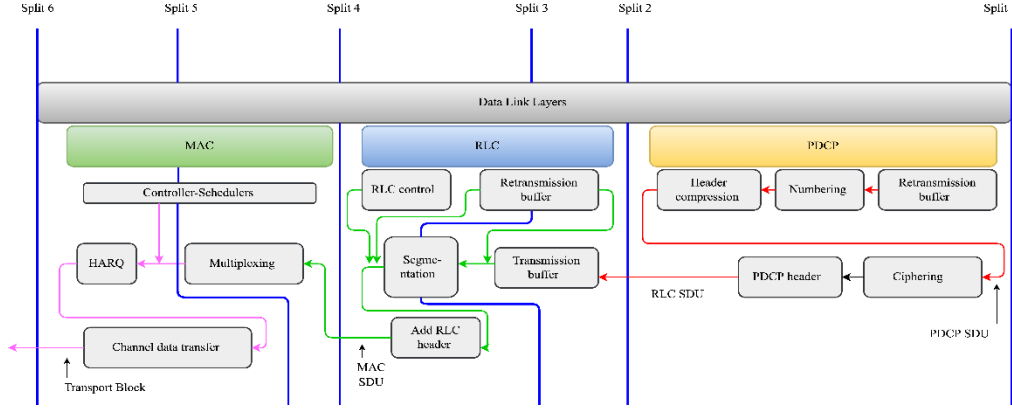 Split 6
Split 5
Split 4
Split 3
Split 2
Split
Data Link Layers
MAC
RLC
PDCP
Controller-Schedulers
RLC control
Retransmission
buffer
Header
compression
Numbering
Retransmission
buffer
HARQ
Multiplexing
Segme-
ntation
Transmission
buffer
PDCP header
Ciphering
RLC SDU
PDCP SDU
Channel data transfer
Add RLC
header
MAC
SDU
Transport Block